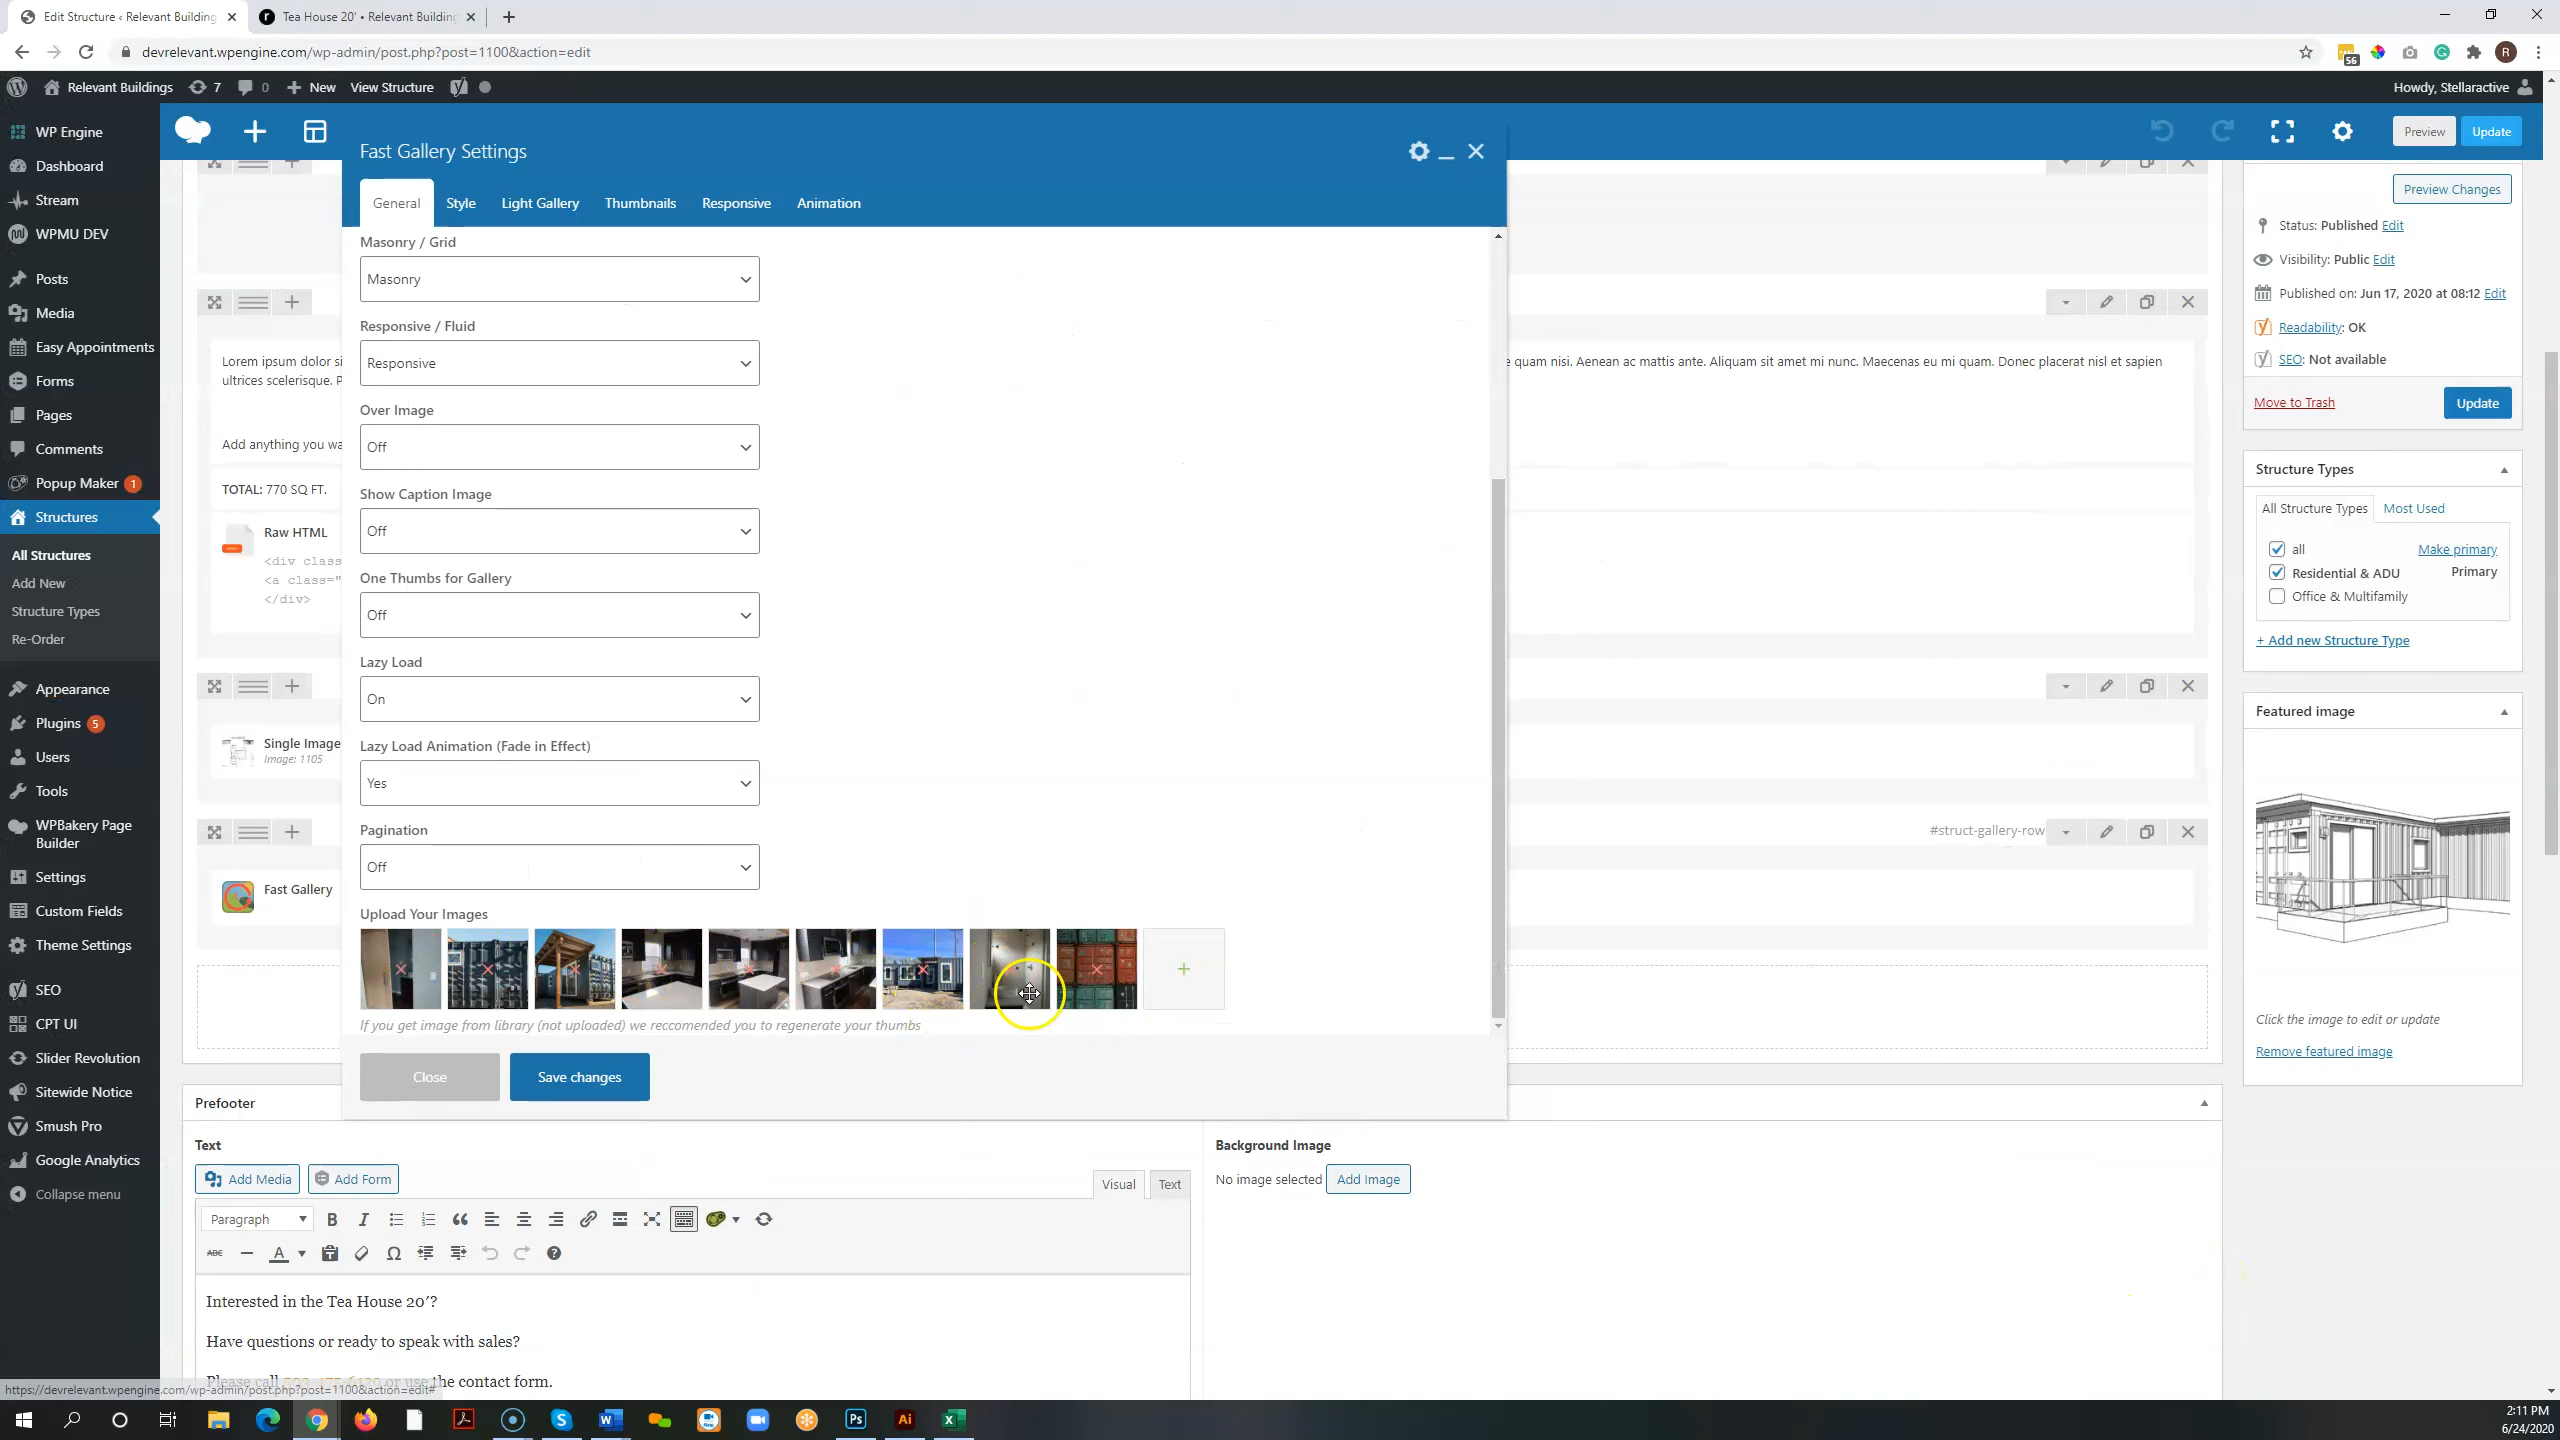 Edit Structure ‹ Relevant Building
Tea House 20' • Relevant Building
devrelevant.wpengine.com/wp-admin/post.php?post=1100&action=edit
56
R
Relevant Buildings
7
0
New
View Structure
Howdy, Stellaractive
WP Engine
Dashboard
Stream
WPMU DEV
Posts
Media
Easy Appointments
Forms
Pages
Comments
Popup Maker 1
Structures
All Structures
Add New
Structure Types
Re-Order
Appearance
Plugins 5
Users
Tools
WPBakery Page
Builder
Settings
Custom Fields
Theme Settings
SEO
CPT UI
Slider Revolution
Sitewide Notice
Smush Pro
Google Analytics
Collapse menu
Preview
Update
Fast Gallery Settings
General
Style
Light Gallery
Thumbnails
Responsive
Animation
Masonry / Grid
Masonry
Responsive / Fluid
Responsive
Over Image
Off
Show Caption Image
Off
One Thumbs for Gallery
Off
Lazy Load
On
Lazy Load Animation (Fade in Effect)
Yes
Pagination
Off
Upload Your Images
If you get image from library (not uploaded) we reccomended you to regenerate your thumbs
Close
Save changes
Lorem ipsum dolor si
ultrices scelerisque. P
Add anything you wa
TOTAL: 770 SQ FT.
Raw HTML
<div class
<a class="
</div>
Single Image
Image: 1105
Fast Gallery
e quam nisi. Aenean ac mattis ante. Aliquam sit amet mi nunc. Maecenas eu mi quam. Donec placerat nisl et sapien
#struct-gallery-row
Prefooter
Text
Add Media
Add Form
Visual
Text
Paragraph
ABC
Interested in the Tea House 20′?
Have questions or ready to speak with sales?
or use the contact form.
Background Image
No image selected
Add Image
Preview Changes
Status: Published Edit
Visibility: Public Edit
Published on: Jun 17, 2020 at 08:12 Edit
Readability: OK
SEO: Not available
Move to Trash
Update
Structure Types
All Structure Types
Most Used
all
Make primary
Residential & ADU
Primary
Office & Multifamily
+ Add new Structure Type
Featured image
Click the image to edit or update
Remove featured image
https://devrelevant.wpengine.com/wp-admin/post.php?post=1100&action=edit#
Ps
Ai
2:11 PM
6/24/2020